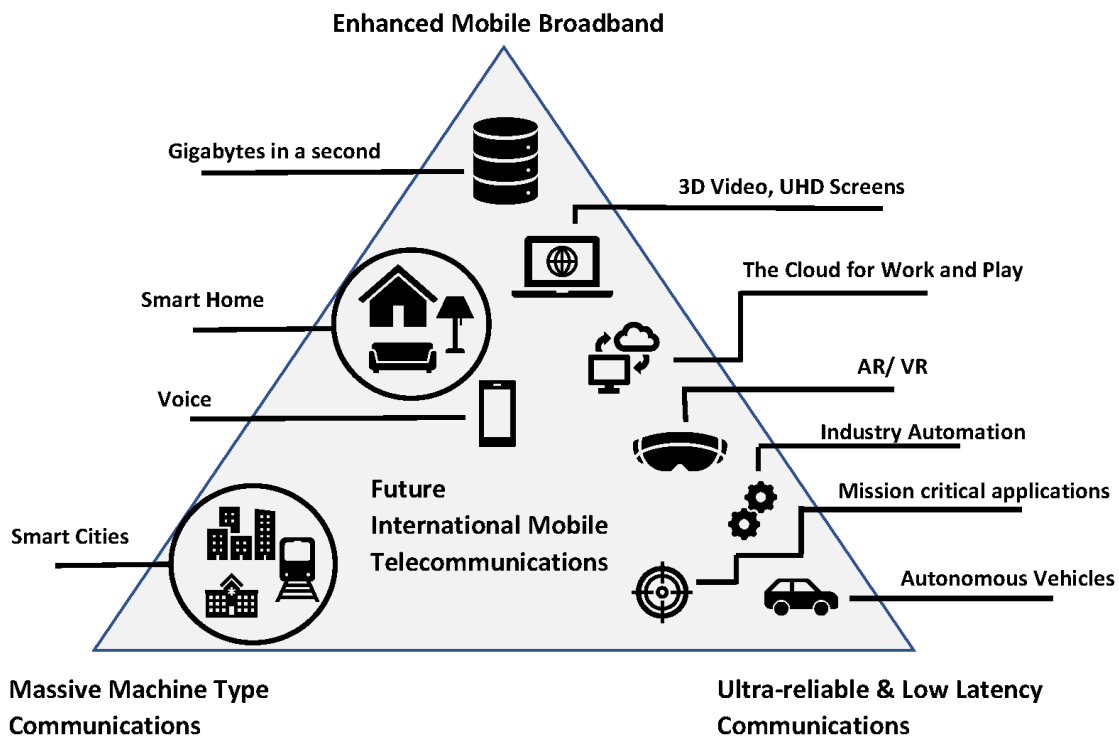 Enhanced Mobile Broadband
Gigabytes in a second
3D Video, UHD Screens
The Cloud for Work and Play
Smart Home
AR/ VR
Voice
Industry Automation
Future
International Mobile
Telecommunications
Mission critical applications
Smart Cities
Autonomous Vehicles
Massive Machine Type
Communications
Ultra-reliable & Low Latency
Communications